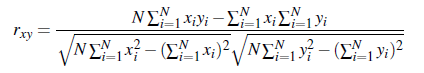 r_{xy} = \frac{N\sum_{i=1}^{N} x_i y_i - \sum_{i=1}^{N} x_i \sum_{i=1}^{N} y_i}{\sqrt{N\sum_{i=1}^{N} x_i^2 - (\sum_{i=1}^{N} x_i)^2} \sqrt{N\sum_{i=1}^{N} y_i^2 - (\sum_{i=1}^{N} y_i)^2}}